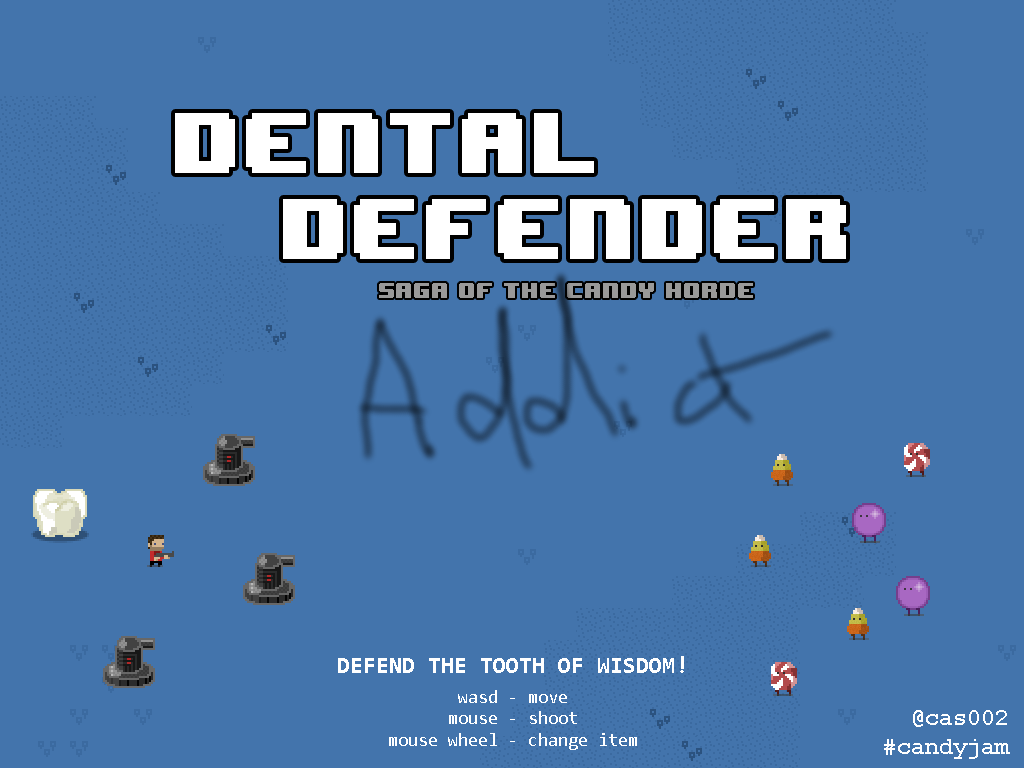 DENTAL
DEFENDER
SAGA OF THE CANDY HORDE
Addict
DEFEND THE TOOTH OF WISDOM!
wasd - move
mouse - shoot
mouse wheel - change item
@cas002
#candyjam